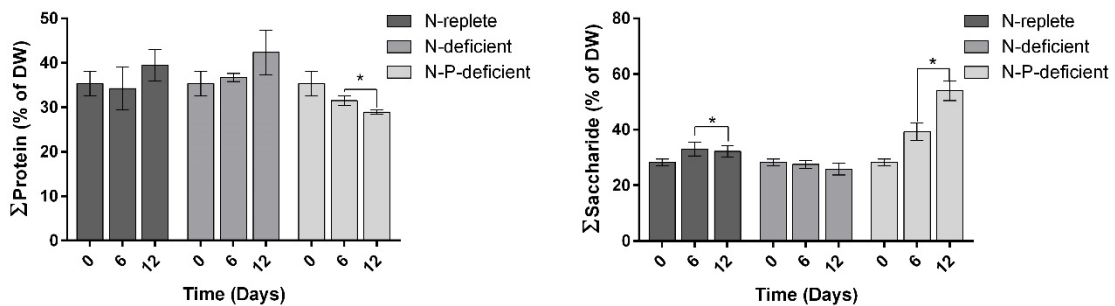 ΣProtein (% of DW)
50
40
30
20
10
0
*
N-replete
N-deficient
N-P-deficient
0 6 12 0 6 12 0 6 12
Time (Days)
ΣSaccharide (% of DW)
80
60
40
20
0
*
*
N-replete
N-deficient
N-P-deficient
0 6 12 0 6 12 0 6 12
Time (Days)